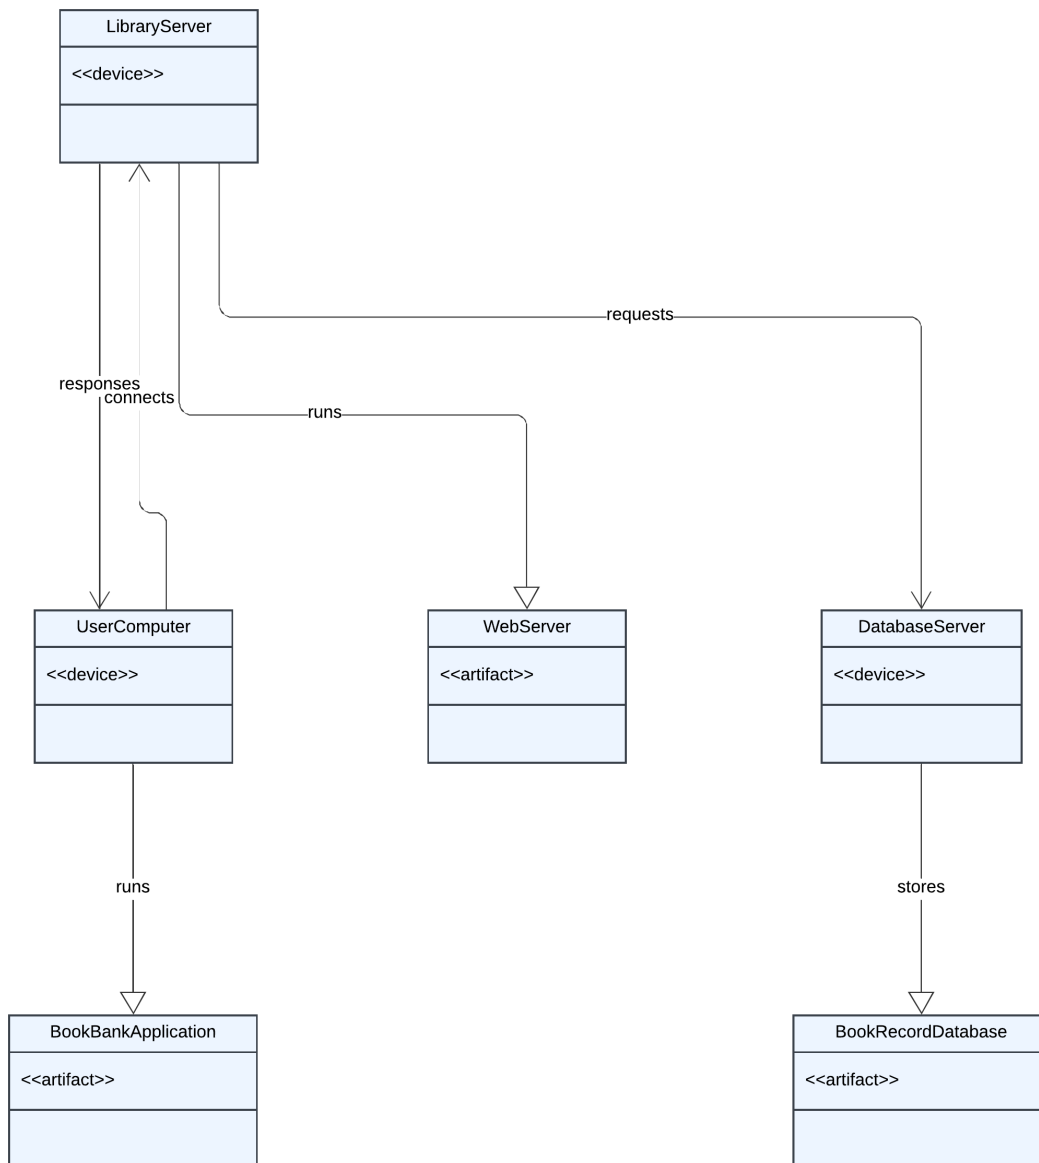 LibraryServer
<<device>>
requests
responses
connects
runs
UserComputer
<<device>>
WebServer
<<artifact>>
DatabaseServer
<<device>>
runs
stores
BookBankApplication
<<artifact>>
BookRecordDatabase
<<artifact>>